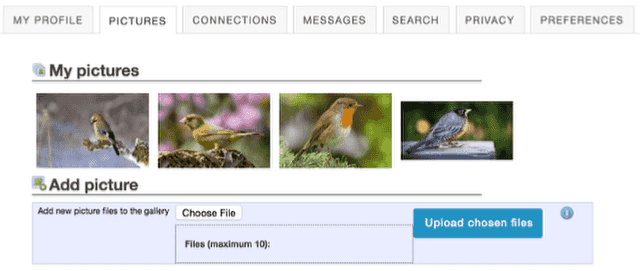 MY PROFILE PICTURES CONNECTIONS MESSAGES SEARCH PRIVACY PREFERENCES
My pictures
Add picture
Add new picture files to the gallery Choose File Upload chosen files
Files (maximum 10):